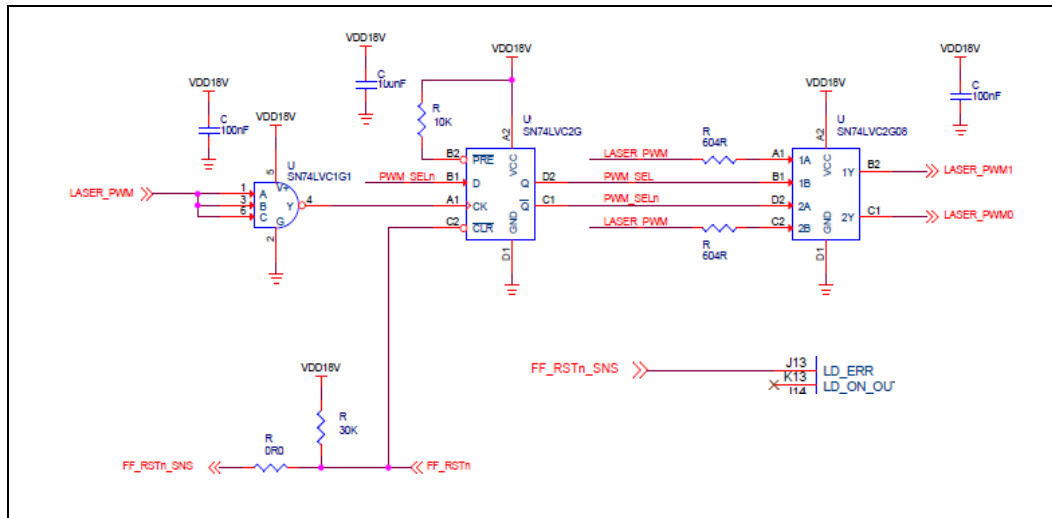 VDD18V
C
100nF
VDD18V
C
VDD18V
LASER_PWM
1
3
6
A
B
C
V+
Y
G
5
4
2
U
SN74LVC1G1
VDD18V
R
10K
U
SN74LVC2G
A2
B2
PRE
VCC
B1
D
PWM_SELn
A1
CK
C2
CLR
GND
D1
Q
D2
PWM_SEL
Q
C1
PWM_SELn
LASER_PWM
R
604R
LASER_PWM
R
604R
VDD18V
U
SN74LVC2G08
A2
A1
1A
VCC
1Y
B2
LASER_PWM1
B1
1B
D2
2A
2Y
C1
LASER_PWM0
C2
2B
GND
D1
VDD18V
C
100nF
VDD18V
R
30K
FF_RSTn_SNS
R
0R0
FF_RSTn
FF_RSTn_SNS
J13
LD_ERR
K13
LD_ON_OUT
J14